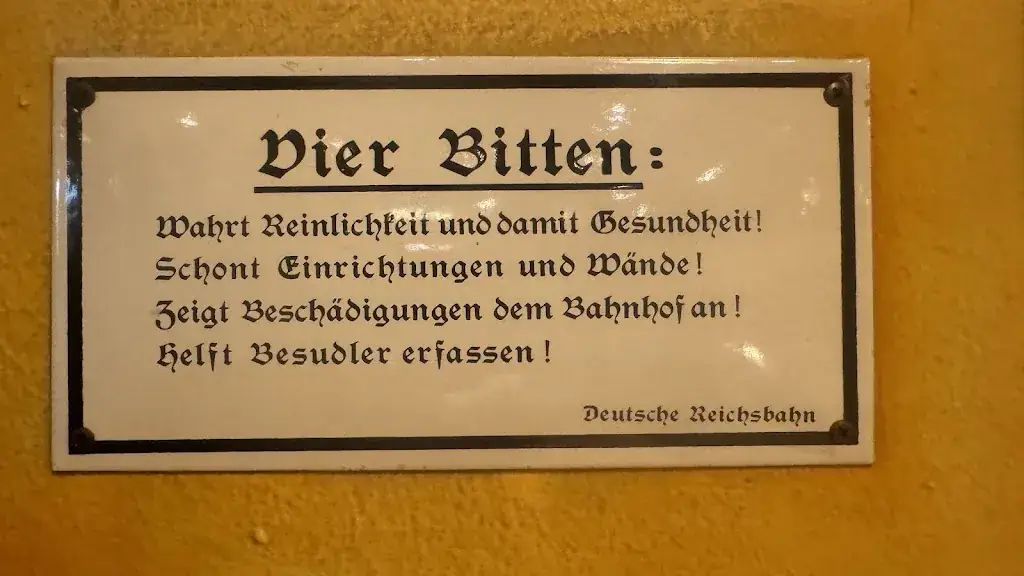 Vier Bitten:
Wahrt Reinlichkeit und damit Gesundheit!
Schont Einrichtungen und Wände!
Zeigt Beschädigungen dem Bahnhof an!
Helft Besudler erfassen!
Deutsche Reichsbahn